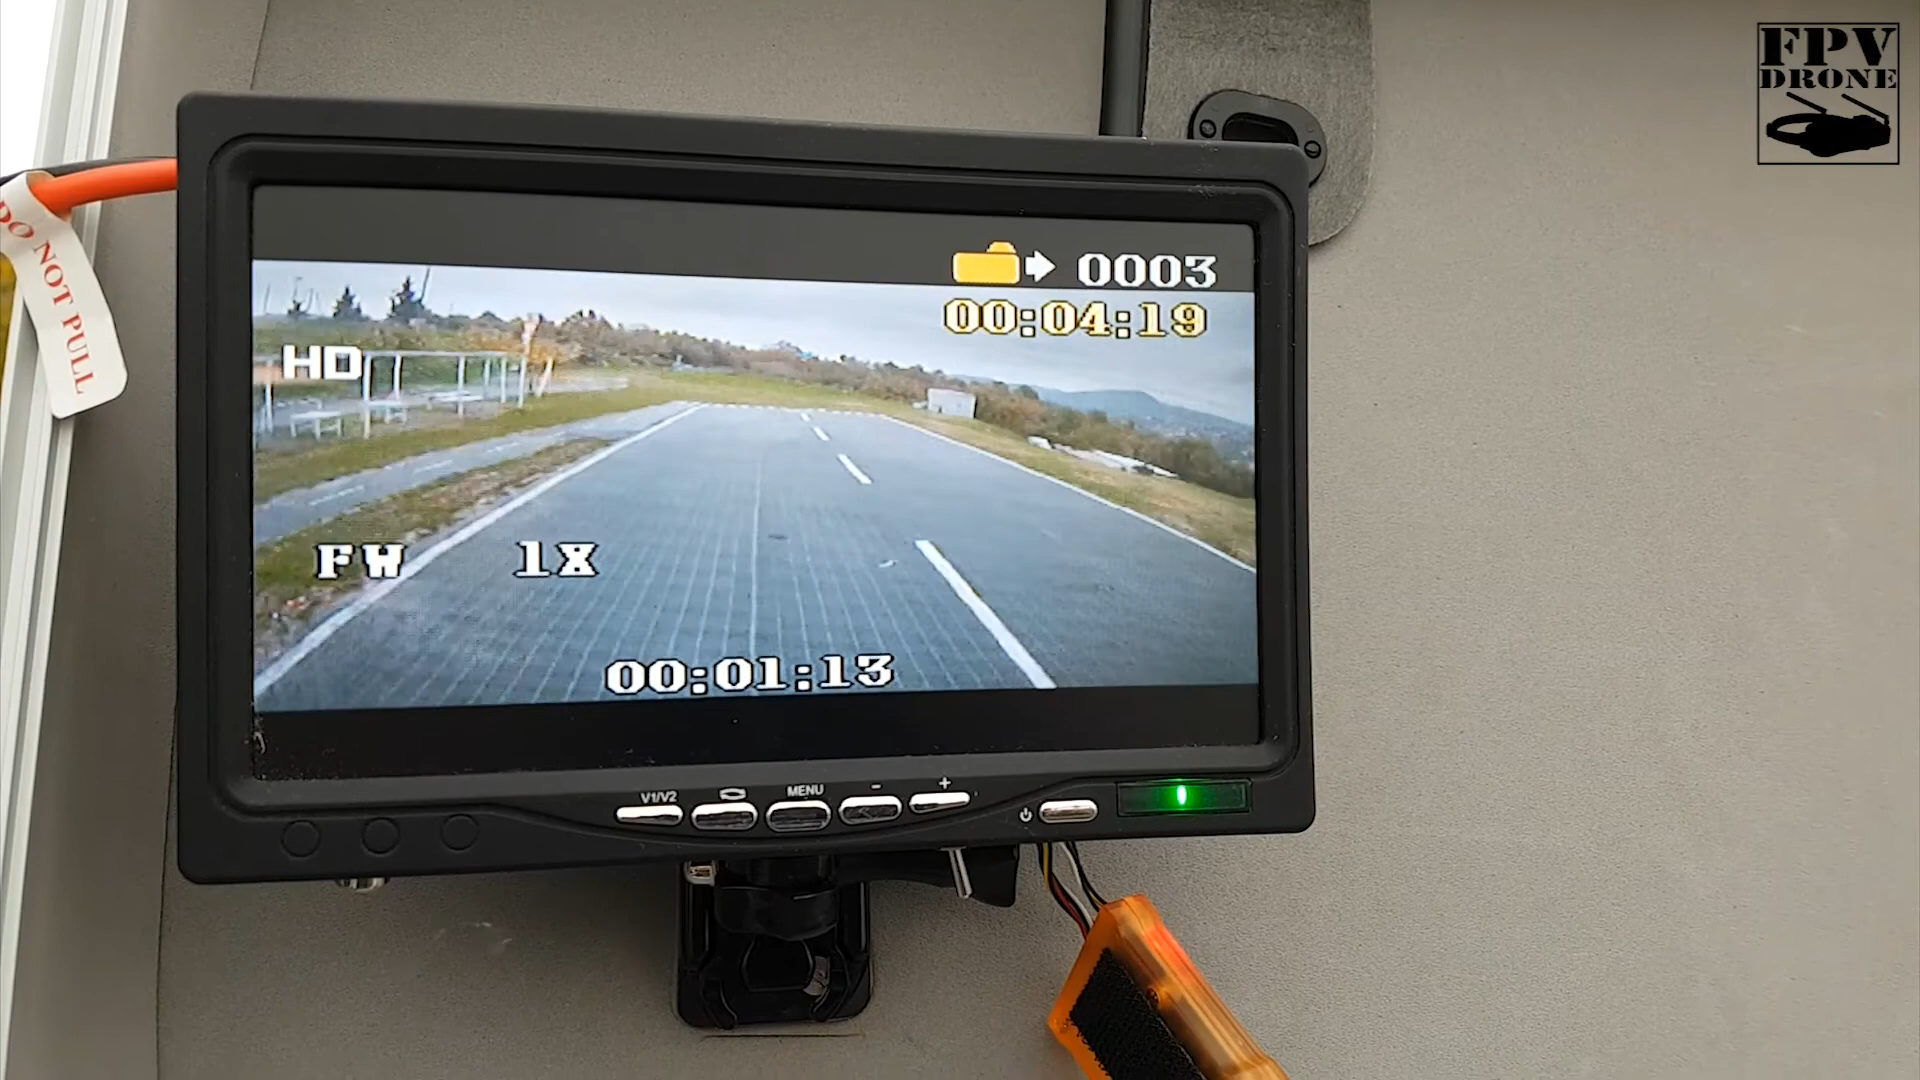 FPV
DRONE
DO NOT PULL
0003
00:04:19
HD
FW 1X
00:01:13
V1/V2 MENU - +